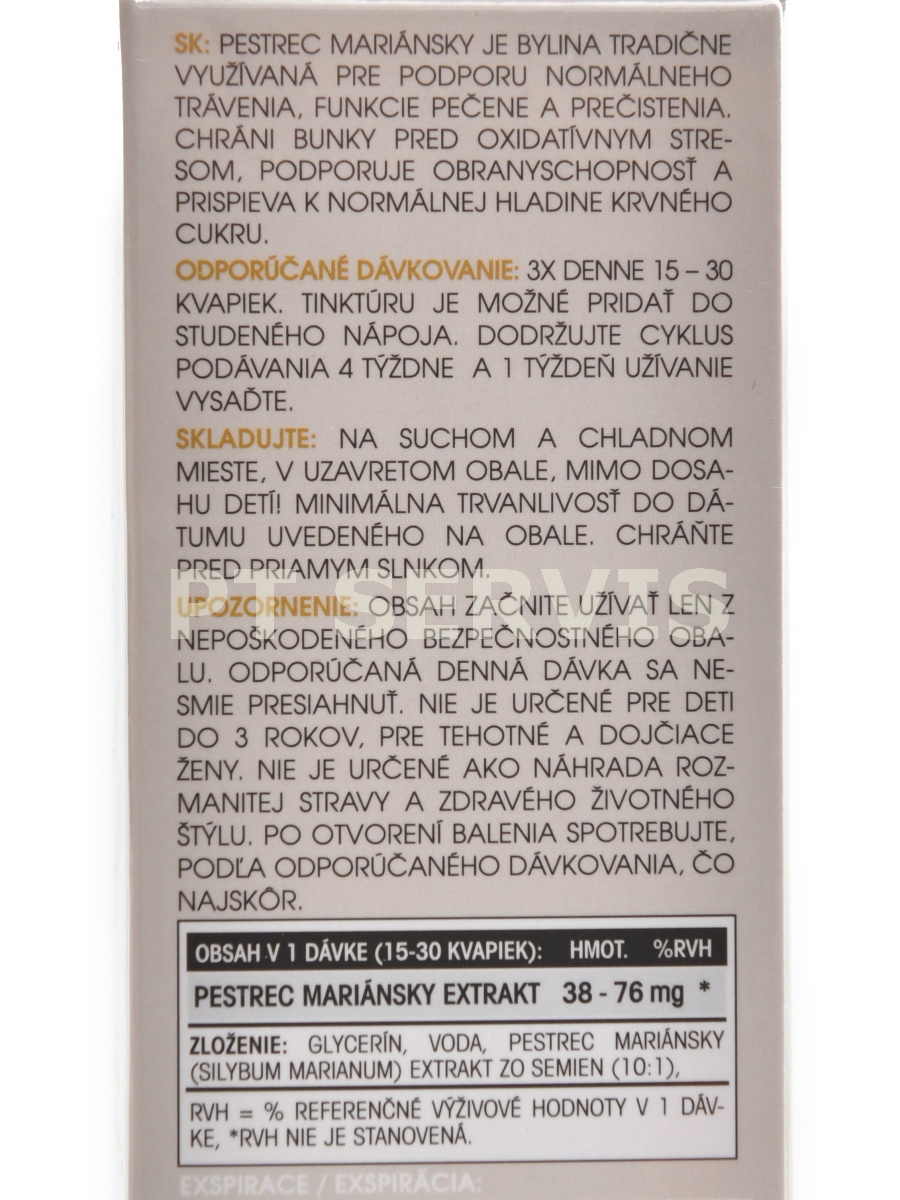 SK: PESTREC MARIÁNSKY JE BYLINA TRADIČNE
VYUŽÍVANÁ PRE PODPORU NORMÁLNEHO
TRÁVENIA, FUNKCIE PEČENE A PREČISTENIA.
CHRÁNI BUNKY PRED OXIDATÍVNYM STRE-
SOM, PODPORUJE OBRANYSCHOPNOSŤ A
PRISPIEVA K NORMÁLNEJ HLADINE KRVNÉHO
CUKRU.
ODPORÚČANÉ DÁVKOVANIE: 3X DENNE 15 – 30
KVAPIEK. TINKTÚRU JE MOŽNÉ PRIDAŤ DO
STUDENÉHO NÁPOJA. DODRŽUJTE CYKLUS
PODÁVANIA 4 TÝŽDNE A 1 TÝŽDEŇ UŽÍVANIE
VYSAĎTE.
SKLADUJTE: NA SUCHOM A CHLADNOM
MIESTE, V UZAVRETOM OBALE, MIMO DOSA-
HU DETÍ! MINIMÁLNA TRVANLIVOSŤ DO DÁ-
TUMU UVEDENÉHO NA OBALE. CHRÁŇTE
PRED PRIAMYM SLNKOM.
PT SERVIS
UPOZORNENIE: OBSAH ZAČNITE UŽÍVAŤ LEN Z
NEPOŠKODENÉHO BEZPEČNOSTNÉHO OBA-
LU. ODPORÚČANÁ DENNÁ DÁVKA SA NE-
SMIE PRESIAHNUŤ. NIE JE URČENÉ PRE DETI
DO 3 ROKOV, PRE TEHOTNÉ A DOJČIACE
ŽENY. NIE JE URČENÉ AKO NÁHRADA ROZ-
MANITEJ STRAVY A ZDRAVÉHO ŽIVOTNÉHO
ŠTÝLU. PO OTVORENÍ BALENIA SPOTREBUJTE,
PODĽA ODPORÚČANÉHO DÁVKOVANIA, ČO
NAJSKÔR.
OBSAH V 1 DÁVKE (15-30 KVAPIEK): HMOT. %RVH
PESTREC MARIÁNSKY EXTRAKT 38 - 76 mg *
ZLOŽENIE: GLYCERÍN, VODA, PESTREC MARIÁNSKY
(SILYBUM MARIANUM) EXTRAKT ZO SEMIEN (10:1),
RVH = % REFERENČNÉ VÝŽIVOVÉ HODNOTY V 1 DÁV-
KE, *RVH NIE JE STANOVENÁ.
EXSPIRACE / EXSPIRÁCIA: